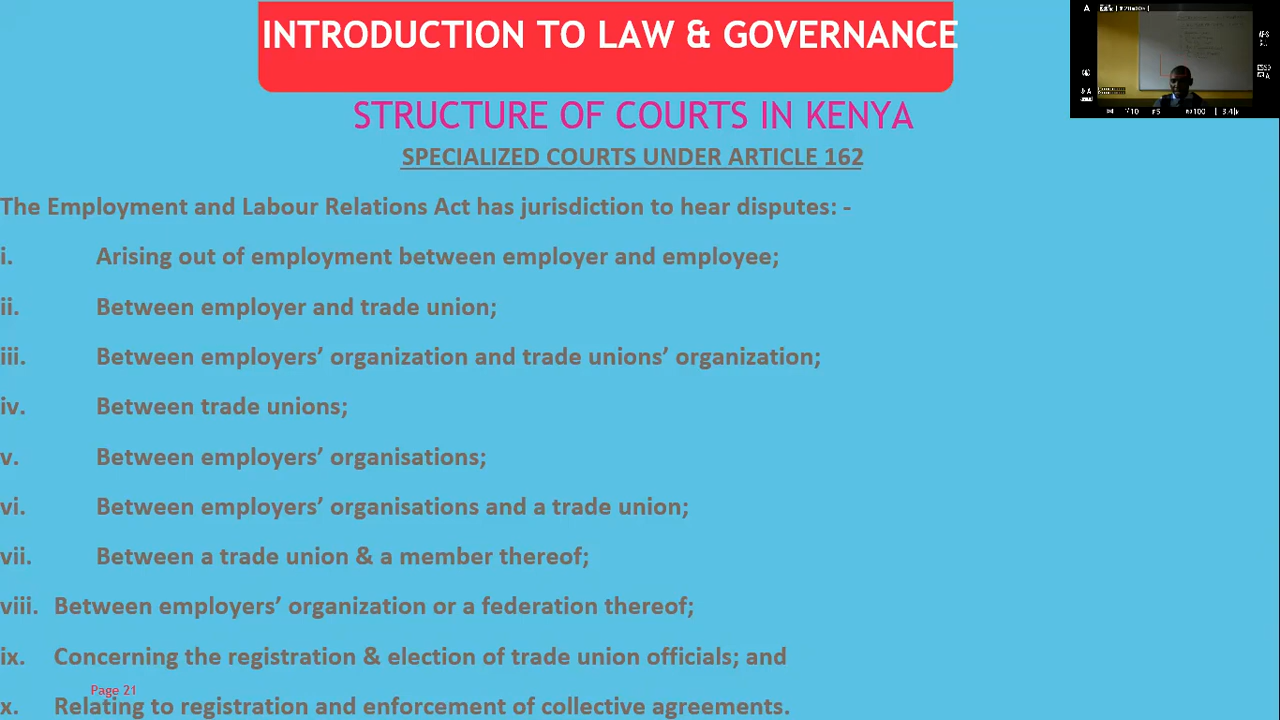 INTRODUCTION TO LAW & GOVERNANCE
STRUCTURE OF COURTS IN KENYA
SPECIALIZED COURTS UNDER ARTICLE 162
The Employment and Labour Relations Act has jurisdiction to hear disputes: -
i. Arising out of employment between employer and employee;
ii. Between employer and trade union;
iii. Between employers’ organization and trade unions’ organization;
iv. Between trade unions;
v. Between employers’ organisations;
vi. Between employers’ organisations and a trade union;
vii. Between a trade union & a member thereof;
viii. Between employers’ organization or a federation thereof;
ix. Concerning the registration & election of trade union officials; and
Page 21
x. Relating to registration and enforcement of collective agreements.